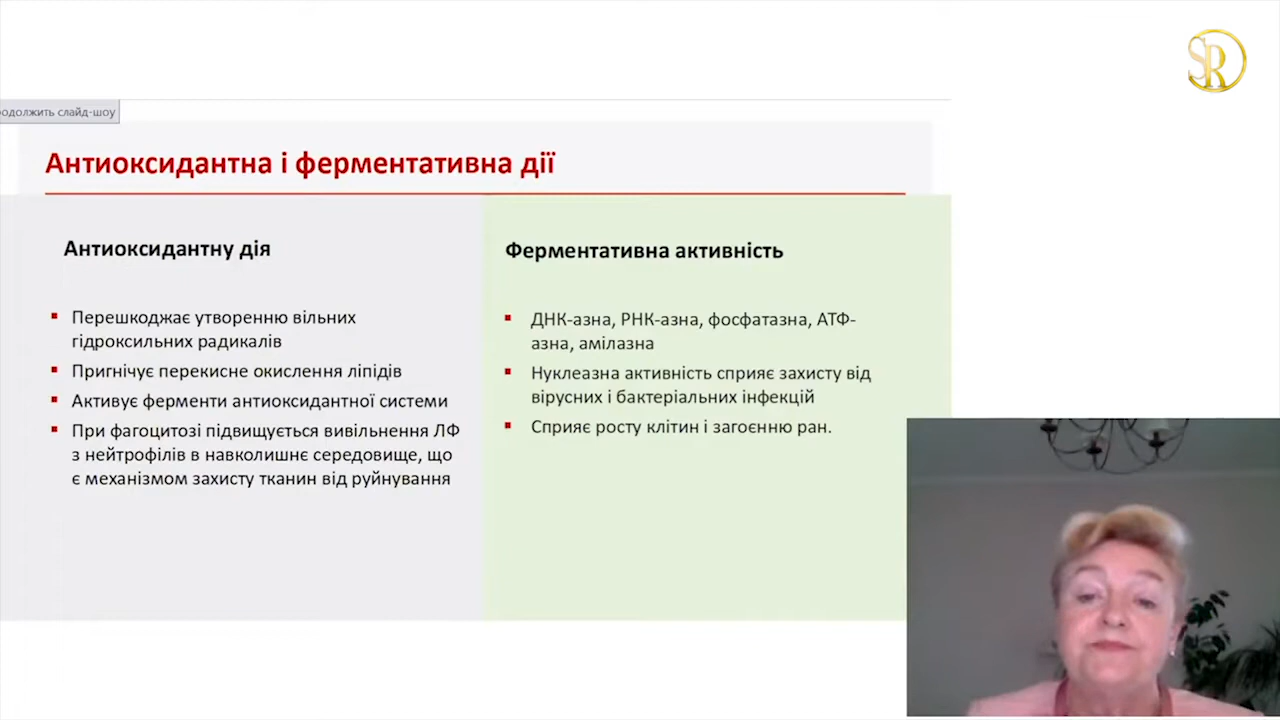 SR
одолжить слайд-шоу
Антиоксидантна і ферментативна дії
Антиоксидантну дія
Перешкоджає утворенню вільних
гідроксильних радикалів
Пригнічує перекисне окислення ліпідів
Активує ферменти антиоксидантної системи
При фагоцитозі підвищується вивільнення ЛФ
з нейтрофілів в навколишнє середовище, що
є механізмом захисту тканин від руйнування
Ферментативна активність
ДНК-азна, РНК-азна, фосфатазна, АТФ-
азна, амілазна
Нуклеазна активність сприяє захисту від
вірусних і бактеріальних інфекцій
Сприяє росту клітин і загоєнню ран.